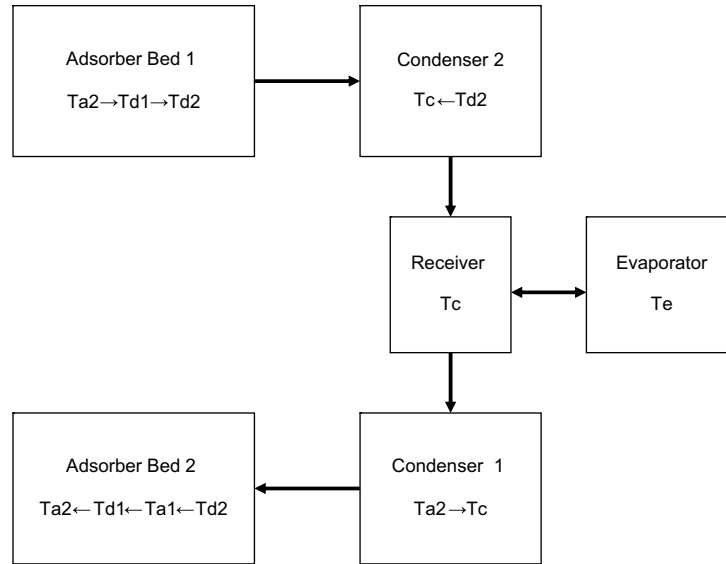 Adsorber Bed 1
Ta2→Td1→Td2
Condenser 2
Tc←Td2
Receiver
Tc
Evaporator
Te
Adsorber Bed 2
Ta2←Td1←Ta1←Td2
Condenser 1
Ta2→Tc